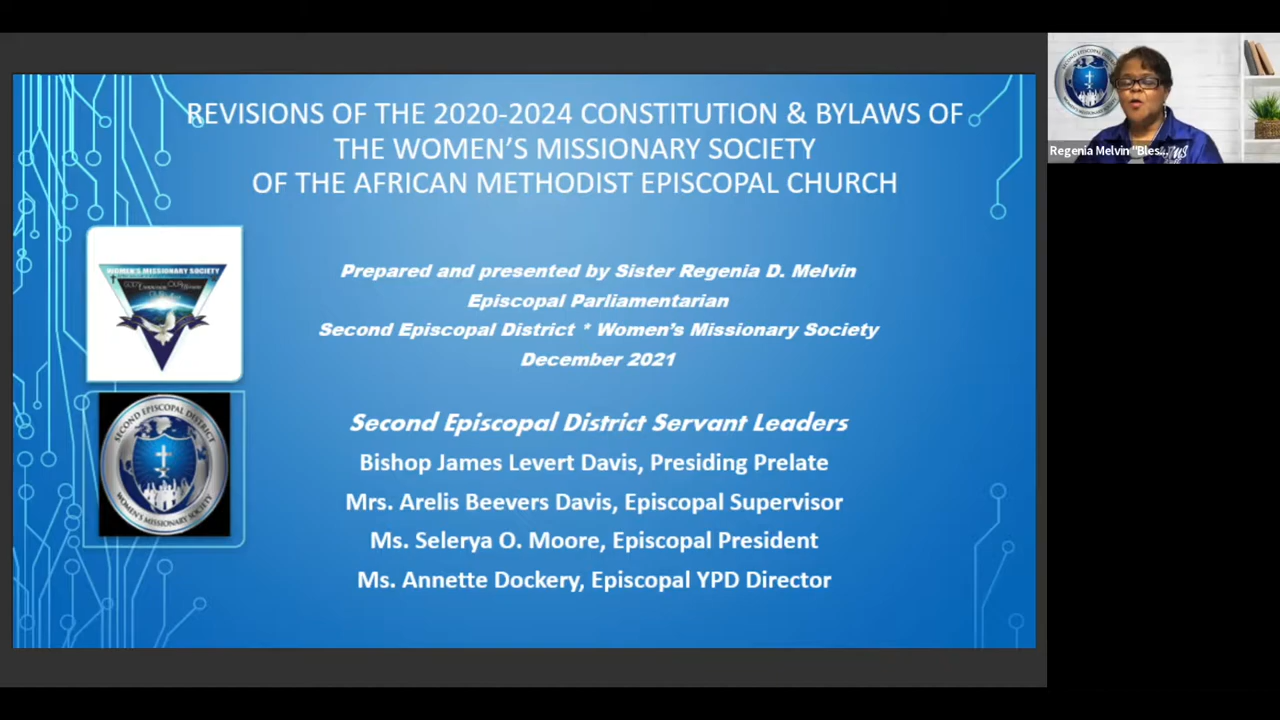 REVISIONS OF THE 2020-2024 CONSTITUTION & BYLAWS OF
THE WOMEN'S MISSIONARY SOCIETY
OF THE AFRICAN METHODIST EPISCOPAL CHURCH
WOMEN'S MISSIONARY SOCIETY
Prepared and presented by Sister Regenia D. Melvin
Episcopal Parliamentarian
Second Episcopal District * Women's Missionary Society
December 2021
SECOND EPISCOPAL DISTRICT
WOMEN'S MISSIONARY SOCIETY
Second Episcopal District Servant Leaders
Bishop James Levert Davis, Presiding Prelate
Mrs. Arelis Beevers Davis, Episcopal Supervisor
Ms. Selerya O. Moore, Episcopal President
Ms. Annette Dockery, Episcopal YPD Director
Regenia Melvin "Bles...